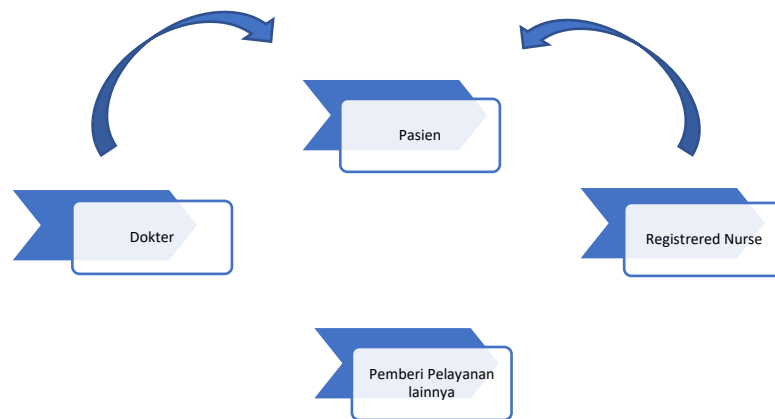 Pasien
Dokter
Registrered Nurse
Pemberi Pelayanan
lainnya